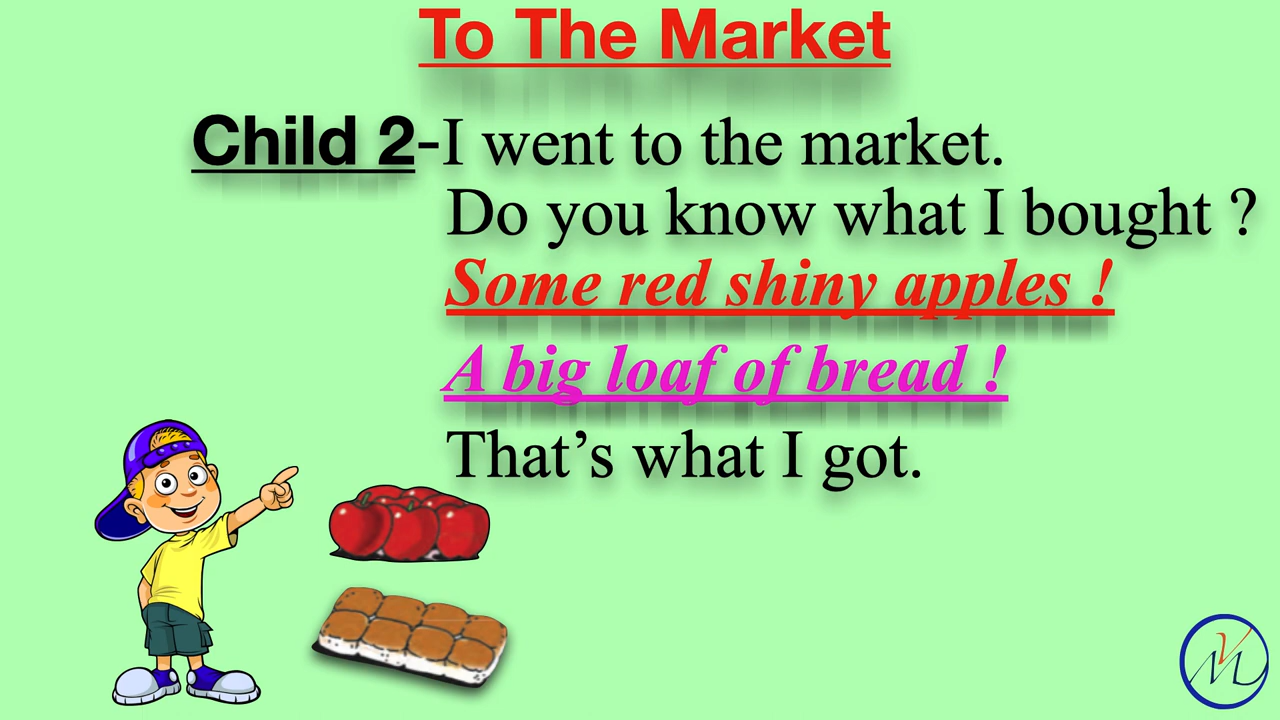 To The Market
Child 2-I went to the market.
Do you know what I bought ?
Some red shiny apples !
A big loaf of bread !
That’s what I got.